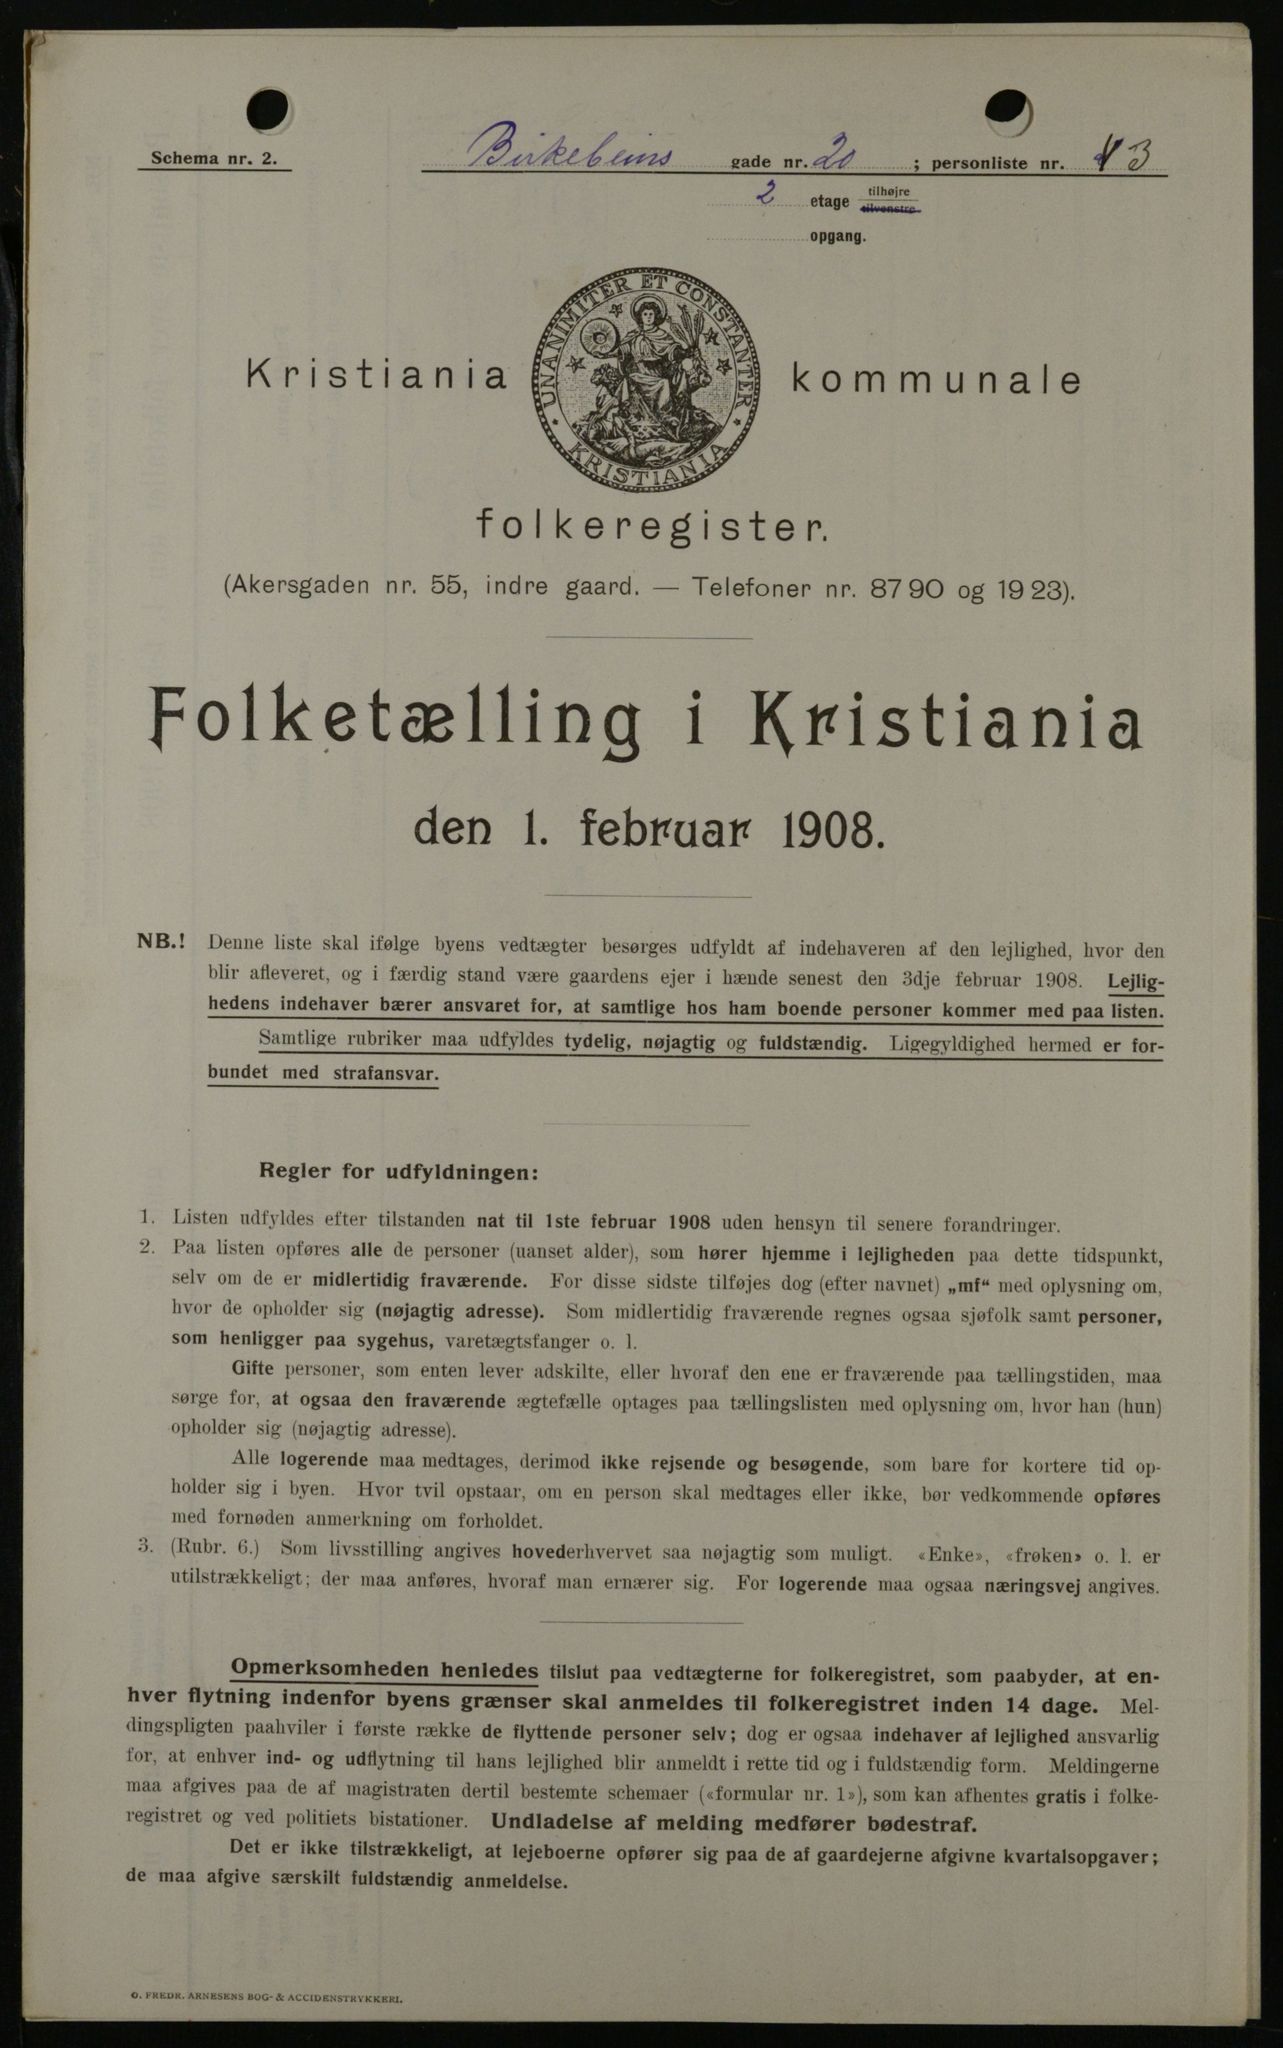 Schema nr. 2.
Birkebeins gade nr. 20 ; personliste nr. 3
2 etage tilhøjre
tilvenstre
opgang.
UNANIMITER ET CONSTANTER
KRISTIANIA
Kristiania kommunale
folkeregister.
(Akersgaden nr. 55, indre gaard. — Telefoner nr. 87 90 og 19 23).
Folketælling i Kristiania
den 1. februar 1908.
NB.! Denne liste skal ifølge byens vedtægter besørges udfyldt af indehaveren af den lejlighed, hvor den
blir afleveret, og i færdig stand være gaardens ejer i hænde senest den 3dje februar 1908. Lejlig-
hedens indehaver bærer ansvaret for, at samtlige hos ham boende personer kommer med paa listen.
Samtlige rubriker maa udfyldes tydelig, nøjagtig og fuldstændig. Ligegyldighed hermed er for-
bundet med strafansvar.
Regler for udfyldningen:
1. Listen udfyldes efter tilstanden nat til 1ste februar 1908 uden hensyn til senere forandringer.
2. Paa listen opføres alle de personer (uanset alder), som hører hjemme i lejligheden paa dette tidspunkt,
selv om de er midlertidig fraværende. For disse sidste tilføjes dog (efter navnet) „mf“ med oplysning om,
hvor de opholder sig (nøjagtig adresse). Som midlertidig fraværende regnes ogsaa sjøfolk samt personer,
som henligger paa sygehus, varetægtsfanger o. l.
Gifte personer, som enten lever adskilte, eller hvoraf den ene er fraværende paa tællingstiden, maa
sørge for, at ogsaa den fraværende ægtefælle optages paa tællingslisten med oplysning om, hvor han (hun)
opholder sig (nøjagtig adresse).
Alle logerende maa medtages, derimod ikke rejsende og besøgende, som bare for kortere tid op-
holder sig i byen. Hvor tvil opstaar, om en person skal medtages eller ikke, bør vedkommende opføres
med fornøden anmerkning om forholdet.
3. (Rubr. 6.) Som livsstilling angives hovederhvervet saa nøjagtig som muligt. «Enke», «frøken» o. l. er
utilstrækkeligt; der maa anføres, hvoraf man ernærer sig. For logerende maa ogsaa næringsvej angives.
Opmerksomheden henledes tilslut paa vedtægterne for folkeregistret, som paabyder, at en-
hver flytning indenfor byens grænser skal anmeldes til folkeregistret inden 14 dage. Mel-
dingspligten paahviler i første række de flyttende personer selv; dog er ogsaa indehaver af lejlighed ansvarlig
for, at enhver ind- og udflytning til hans lejlighed blir anmeldt i rette tid og i fuldstændig form. Meldingerne
maa afgives paa de af magistraten dertil bestemte schemaer («formular nr. 1»), som kan afhentes gratis i folke-
registret og ved politiets bistationer. Undladelse af melding medfører bødestraf.
Det er ikke tilstrækkeligt, at lejeboerne opfører sig paa de af gaardejerne afgivne kvartalsopgaver;
de maa afgive særskilt fuldstændig anmeldelse.
O. FREDR. ARNESENS BOG- & ACCIDENSTRYKKERI.